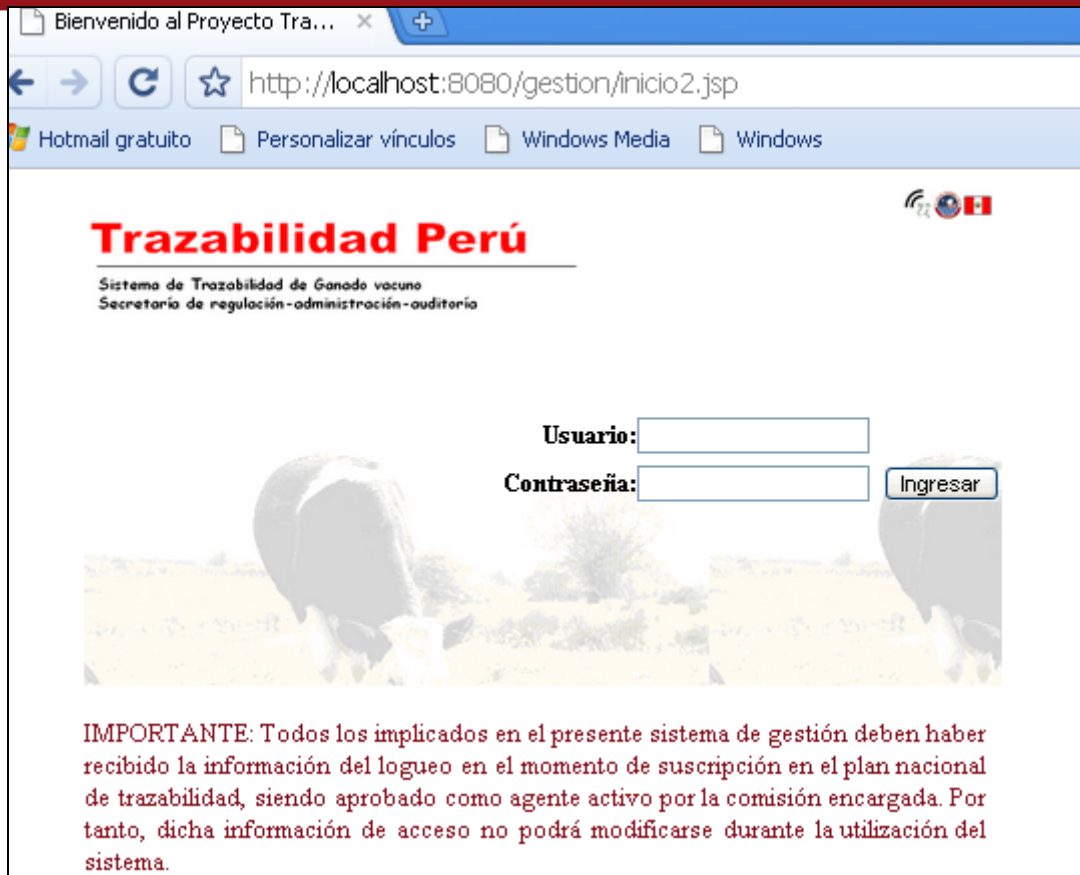 Bienvenido al Proyecto Tra...
http://localhost:8080/gestion/inicio2.jsp
Hotmail gratuito Personalizar vínculos Windows Media Windows
Trazabilidad Perú
Sistema de Trazabilidad de Ganado vacuno
Secretaría de regulación-administración-auditoría
Usuario:
Contraseña:
Ingresar
IMPORTANTE: Todos los implicados en el presente sistema de gestión deben haber
recibido la información del logueo en el momento de suscripción en el plan nacional
de trazabilidad, siendo aprobado como agente activo por la comisión encargada. Por
tanto, dicha información de acceso no podrá modificarse durante la utilización del
sistema.